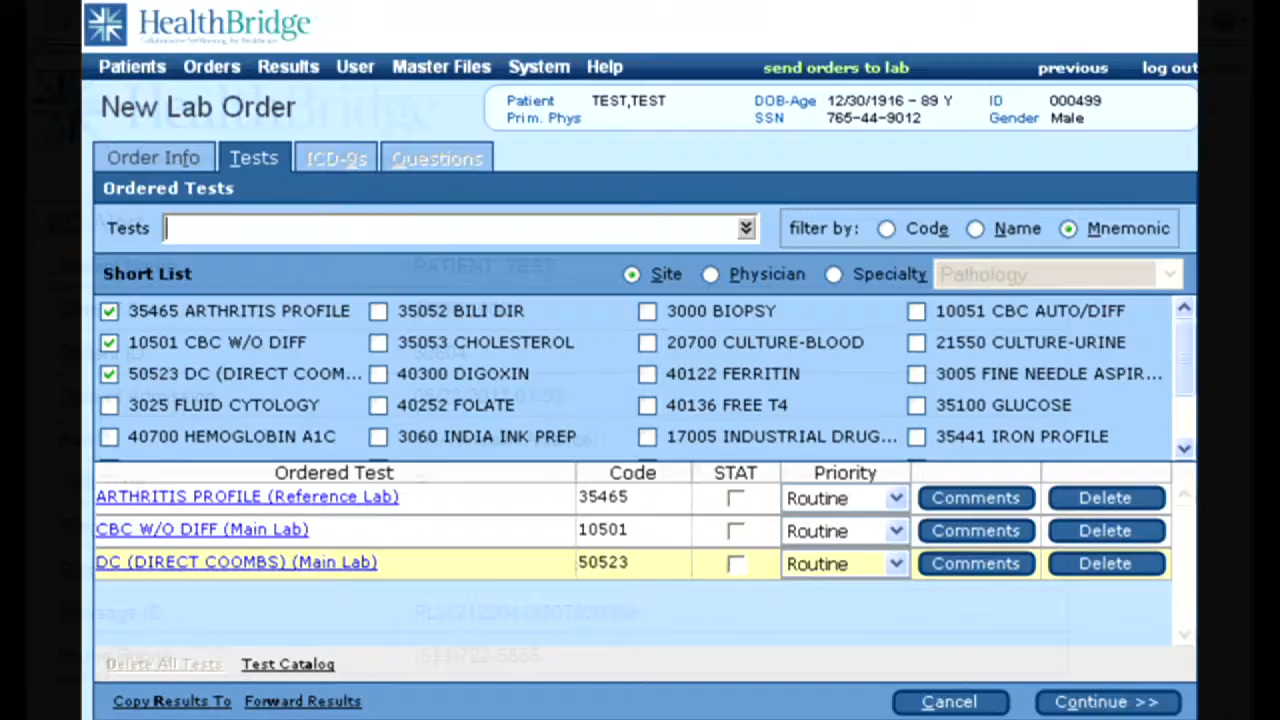 HealthBridge
Patients Orders Results User Master Files System Help send orders to lab previous log out
New Lab Order
Patient TEST,TEST DOB-Age 12/30/1916 - 89 Y ID 000499
Prim. Phys SSN 765-44-9012 Gender Male
Order Info Tests ICD-9s Questions
Ordered Tests
Tests filter by: Code Name Mnemonic
Short List Site Physician Specialty Pathology
35465 ARTHRITIS PROFILE 35052 BILI DIR 3000 BIOPSY 10051 CBC AUTO/DIFF
10501 CBC W/O DIFF 35053 CHOLESTEROL 20700 CULTURE-BLOOD 21550 CULTURE-URINE
50523 DC (DIRECT COOM... 40300 DIGOXIN 40122 FERRITIN 3005 FINE NEEDLE ASPIR...
3025 FLUID CYTOLOGY 40252 FOLATE 40136 FREE T4 35100 GLUCOSE
40700 HEMOGLOBIN A1C 3060 INDIA INK PREP 17005 INDUSTRIAL DRUG... 35441 IRON PROFILE
Ordered Test Code STAT Priority
ARTHRITIS PROFILE (Reference Lab) 35465 Routine Comments Delete
CBC W/O DIFF (Main Lab) 10501 Routine Comments Delete
DC (DIRECT COOMBS) (Main Lab) 50523 Routine Comments Delete
Delete All Tests Test Catalog
Copy Results To Forward Results Cancel Continue >>